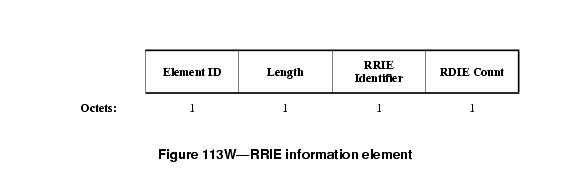 Element ID Length RRIE Identifier RDIE Count
Octets: 1 1 1 1
Figure 113W—RRIE information element